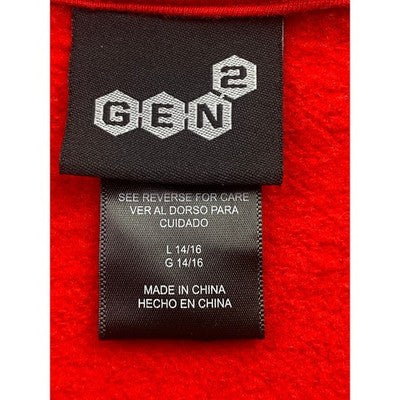 GEN2
SEE REVERSE FOR CARE
VER AL DORSO PARA
CUIDADO
L 14/16
G 14/16
MADE IN CHINA
HECHO EN CHINA